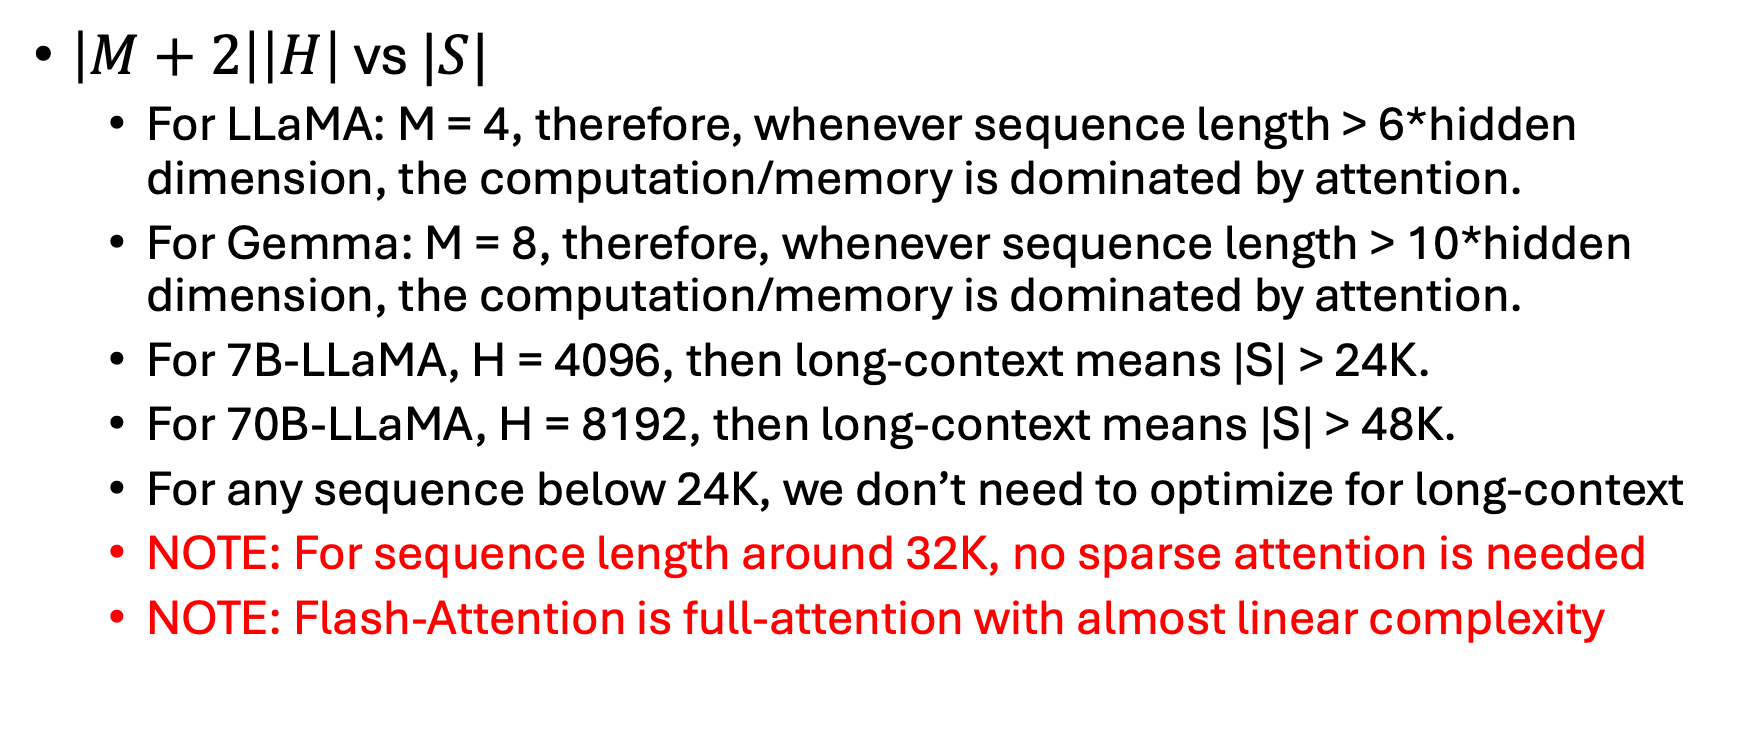 • |M + 2||H| vs |S|
• For LLaMA: M = 4, therefore, whenever sequence length > 6*hidden
dimension, the computation/memory is dominated by attention.
• For Gemma: M = 8, therefore, whenever sequence length > 10*hidden
dimension, the computation/memory is dominated by attention.
• For 7B-LLaMA, H = 4096, then long-context means |S| > 24K.
• For 70B-LLaMA, H = 8192, then long-context means |S| > 48K.
• For any sequence below 24K, we don’t need to optimize for long-context
• NOTE: For sequence length around 32K, no sparse attention is needed
• NOTE: Flash-Attention is full-attention with almost linear complexity